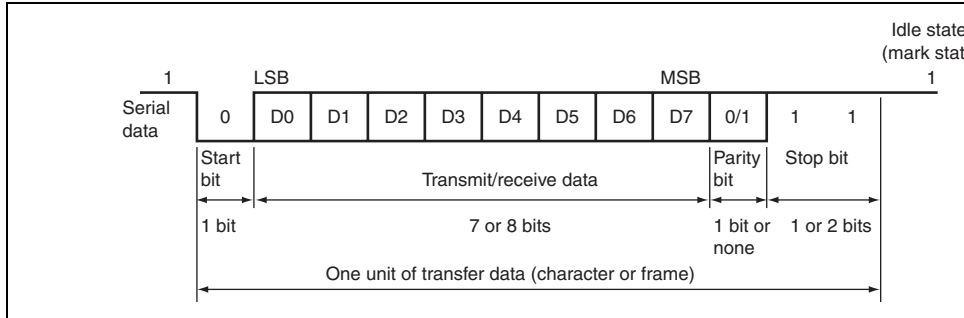 Idle state
(mark stat
1 LSB MSB 1
Serial
data
0 D0 D1 D2 D3 D4 D5 D6 D7 0/1 1 1
Start
bit
Transmit/receive data
Parity
bit
Stop bit
1 bit
7 or 8 bits
1 bit or
none
1 or 2 bits
One unit of transfer data (character or frame)